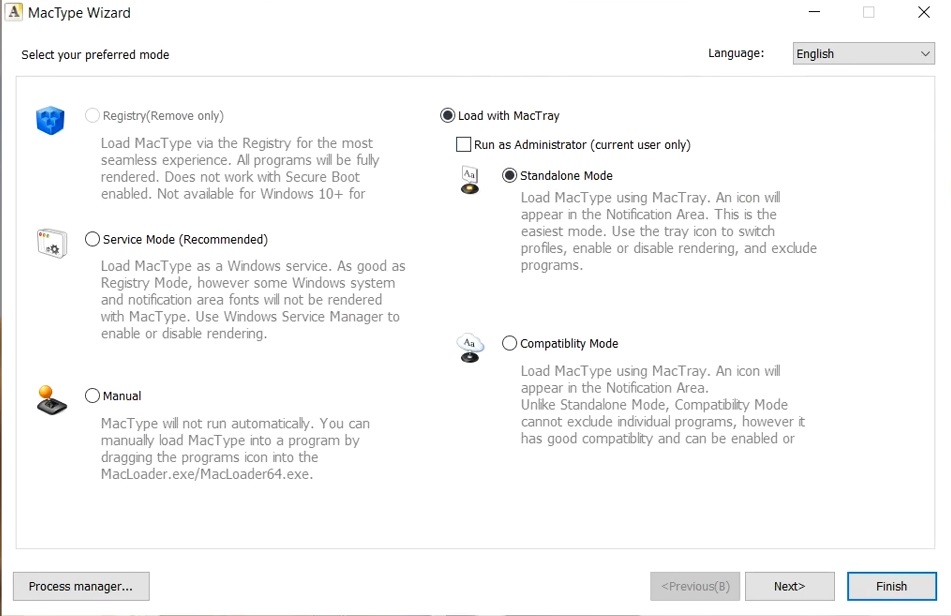 MacType Wizard
Select your preferred mode
Language:
English
Registry(Remove only)
Load MacType via the Registry for the most
seamless experience. All programs will be fully
rendered. Does not work with Secure Boot
enabled. Not available for Windows 10+ for
Service Mode (Recommended)
Load MacType as a Windows service. As good as
Registry Mode, however some Windows system
and notification area fonts will not be rendered
with MacType. Use Windows Service Manager to
enable or disable rendering.
Manual
MacType will not run automatically. You can
manually load MacType into a program by
dragging the programs icon into the
MacLoader.exe/MacLoader64.exe.
Load with MacTray
Run as Administrator (current user only)
Aa
Standalone Mode
Load MacType using MacTray. An icon will
appear in the Notification Area. This is the
easiest mode. Use the tray icon to switch
profiles, enable or disable rendering, and exclude
programs.
Aa
Compatiblity Mode
Load MacType using MacTray. An icon will
appear in the Notification Area.
Unlike Standalone Mode, Compatibility Mode
cannot exclude individual programs, however it
has good compatiblity and can be enabled or
Process manager...
<Previous(B)
Next>
Finish